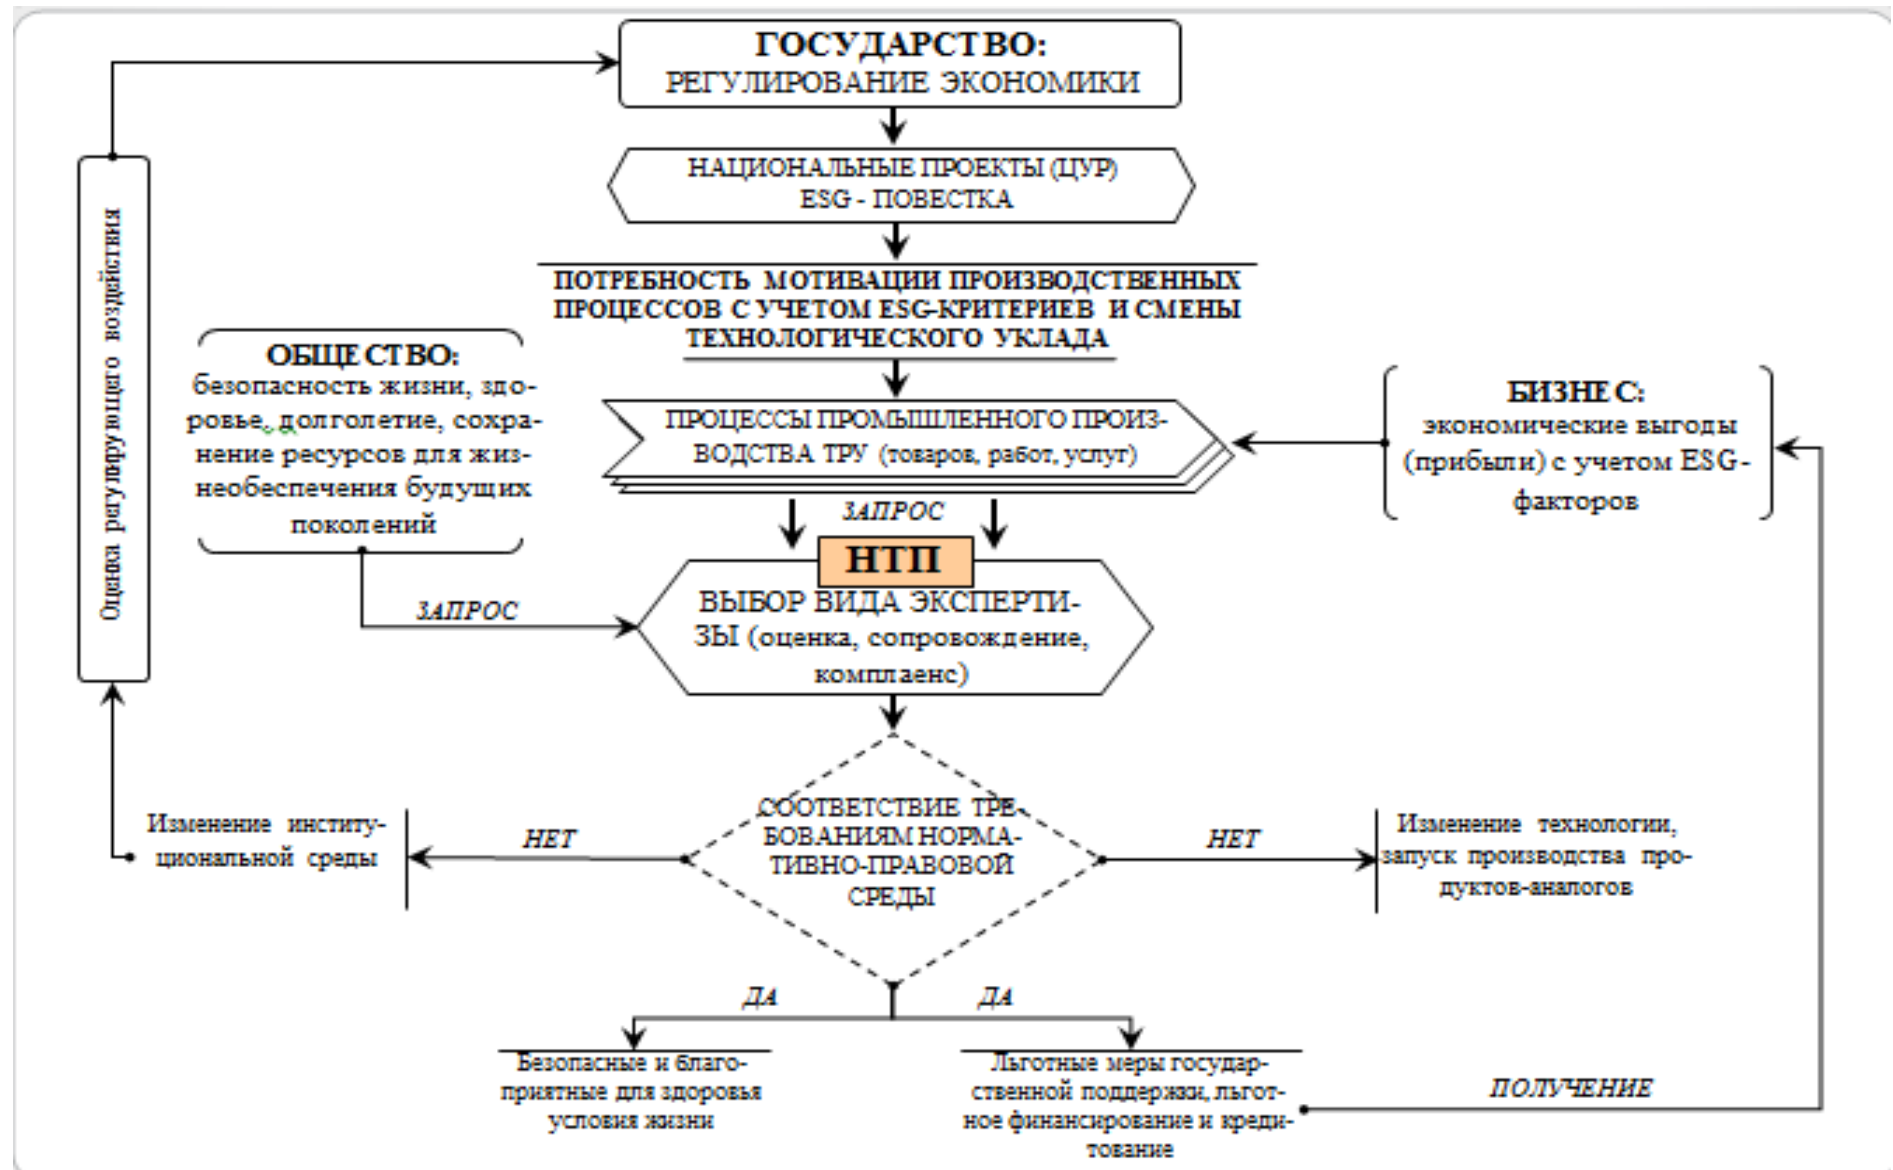 ГОСУДАРСТВО:
РЕГУЛИРОВАНИЕ ЭКОНОМИКИ
НАЦИОНАЛЬНЫЕ ПРОЕКТЫ (ЦУР)
ESG - ПОВЕСТКА
ПОТРЕБНОСТЬ МОТИВАЦИИ ПРОИЗВОДСТВЕННЫХ
ПРОЦЕССОВ С УЧЕТОМ ESG-КРИТЕРИЕВ И СМЕНЫ
ТЕХНОЛОГИЧЕСКОГО УКЛАДА
Оценка регулирующего воздействия
ОБЩЕСТВО:
безопасность жизни, здо-
ровье, долголетие, сохра-
нение ресурсов для жиз-
необеспечения будущих
поколений
ПРОЦЕССЫ ПРОМЫШЛЕННОГО ПРОИЗ-
ВОДСТВА ТРУ (товаров, работ, услуг)
БИЗНЕС:
экономические выгоды
(прибыли) с учетом ESG-
факторов
ЗАПРОС
НТП
ЗАПРОС
ВЫБОР ВИДА ЭКСПЕРТИ-
ЗЫ (оценка, сопровождение,
комплаенс)
СООТВЕТСТВИЕ ТРЕ-
БОВАНИЯМ НОРМА-
ТИВНО-ПРАВОВОЙ
СРЕДЫ
НЕТ
Изменение институ-
циональной среды
НЕТ
Изменение технологии,
запуск производства про-
дуктов-аналогов
ДА
ДА
Безопасные и благо-
приятные для здоровья
условия жизни
Льготные меры государ-
ственной поддержки, льгот-
ное финансирование и креди-
тование
ПОЛУЧЕНИЕ